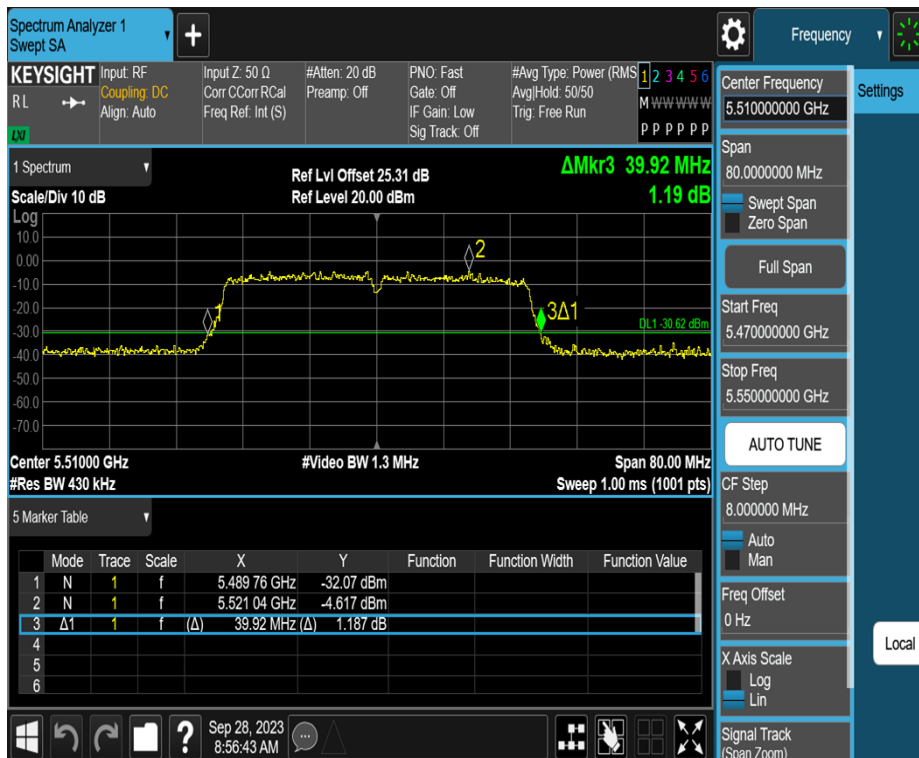 Spectrum Analyzer 1
Swept SA
+
Frequency
KEYSIGHT
R L
LXI
Input: RF
Coupling: DC
Align: Auto
Input Z: 50 Ω
Corr CCorr RCal
Freq Ref: Int (S)
#Atten: 20 dB
Preamp: Off
PNO: Fast
Gate: Off
IF Gain: Low
Sig Track: Off
#Avg Type: Power (RMS
Avg|Hold: 50/50
Trig: Free Run
1 2 3 4 5 6
M W W W W W
P P P P P P
1 Spectrum
Scale/Div 10 dB
Ref Lvl Offset 25.31 dB
Ref Level 20.00 dBm
ΔMkr3 39.92 MHz
1.19 dB
Log
10.0
0.00
-10.0
-20.0
-30.0
-40.0
-50.0
-60.0
-70.0
2
1
3Δ1
DL1 -30.62 dBm
Center 5.51000 GHz
#Video BW 1.3 MHz
Span 80.00 MHz
#Res BW 430 kHz
Sweep 1.00 ms (1001 pts)
5 Marker Table
Mode Trace Scale X Y Function Function Width Function Value
1 N 1 f 5.489 76 GHz -32.07 dBm
2 N 1 f 5.521 04 GHz -4.617 dBm
3 Δ1 1 f (Δ) 39.92 MHz (Δ) 1.187 dB
4
5
6
?
Sep 28, 2023
8:56:43 AM
Center Frequency
5.510000000 GHz
Span
80.0000000 MHz
Swept Span
Zero Span
Full Span
Start Freq
5.470000000 GHz
Stop Freq
5.550000000 GHz
AUTO TUNE
CF Step
8.000000 MHz
Auto
Man
Freq Offset
0 Hz
X Axis Scale
Log
Lin
Signal Track
(Span Zoom)
Settings
Local